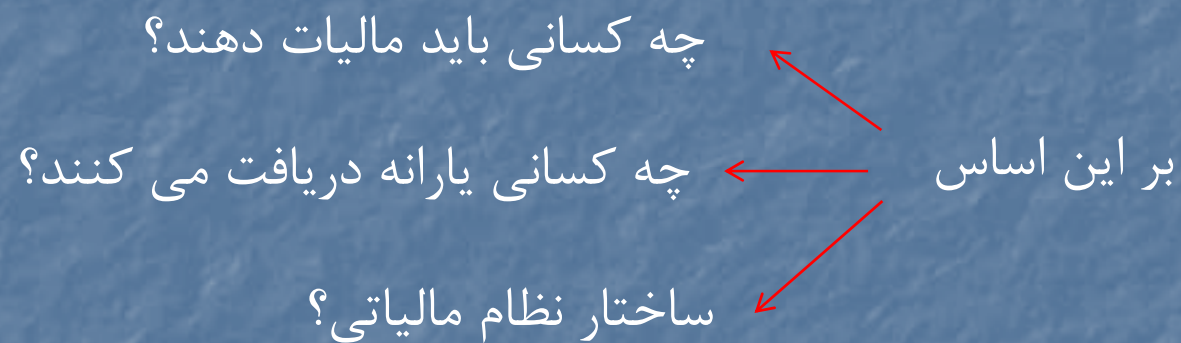 بر این اساس
چه کسانی باید مالیات دهند؟
چه کسانی یارانه دریافت می کنند؟
ساختار نظام مالیاتی؟